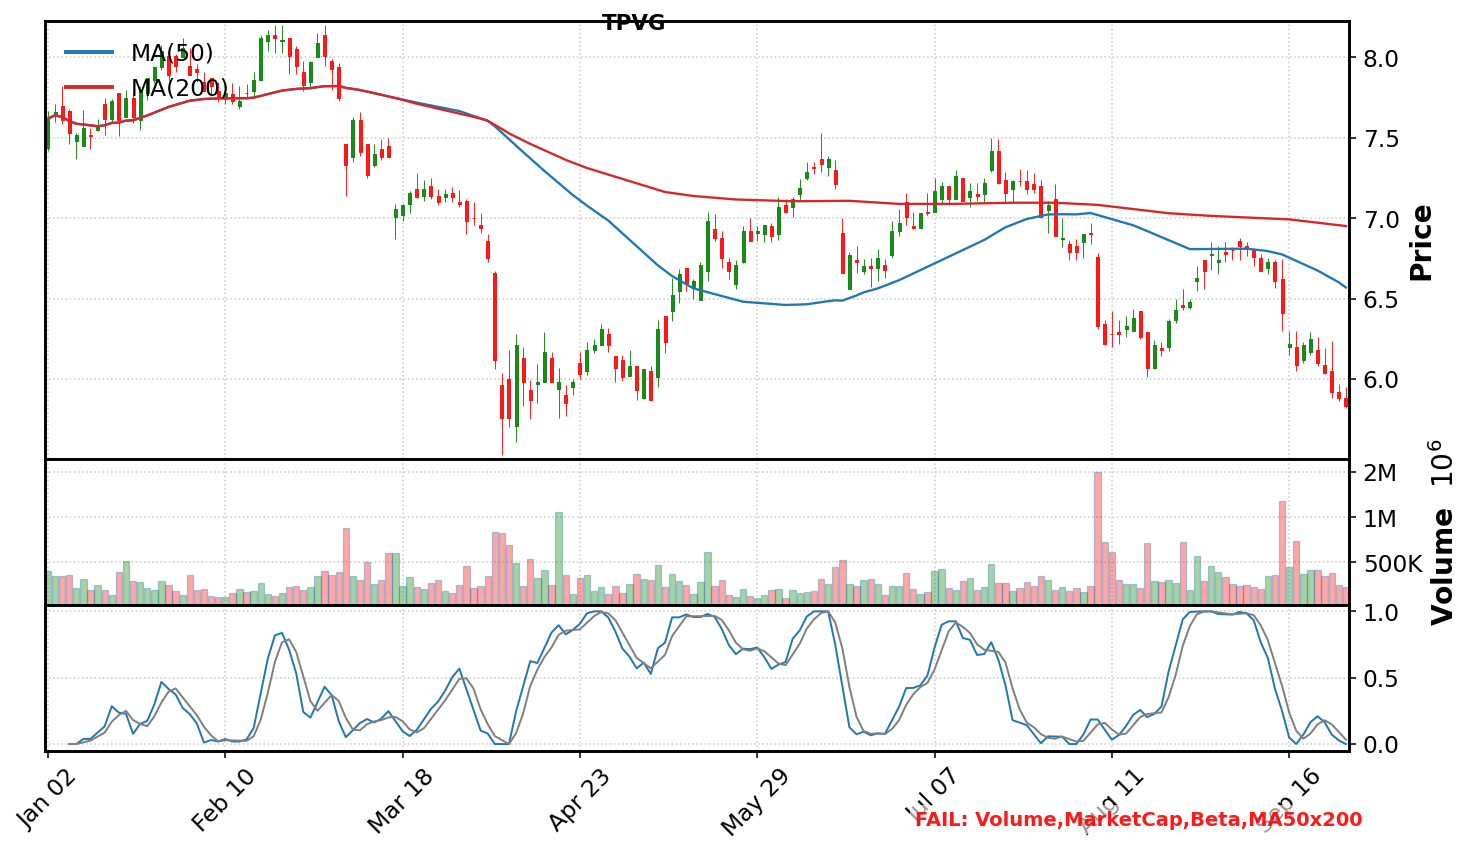 TPVG
MA(50)
MA(200)
8.0
7.5
7.0
6.5
6.0
Price
2M
1M
500K
Volume 10^6
1.0
0.5
0.0
Jan 02
Feb 10
Mar 18
Apr 23
May 29
Jul 07
Aug 11
Sep 16
FAIL: Volume,MarketCap,Beta,MA50x200